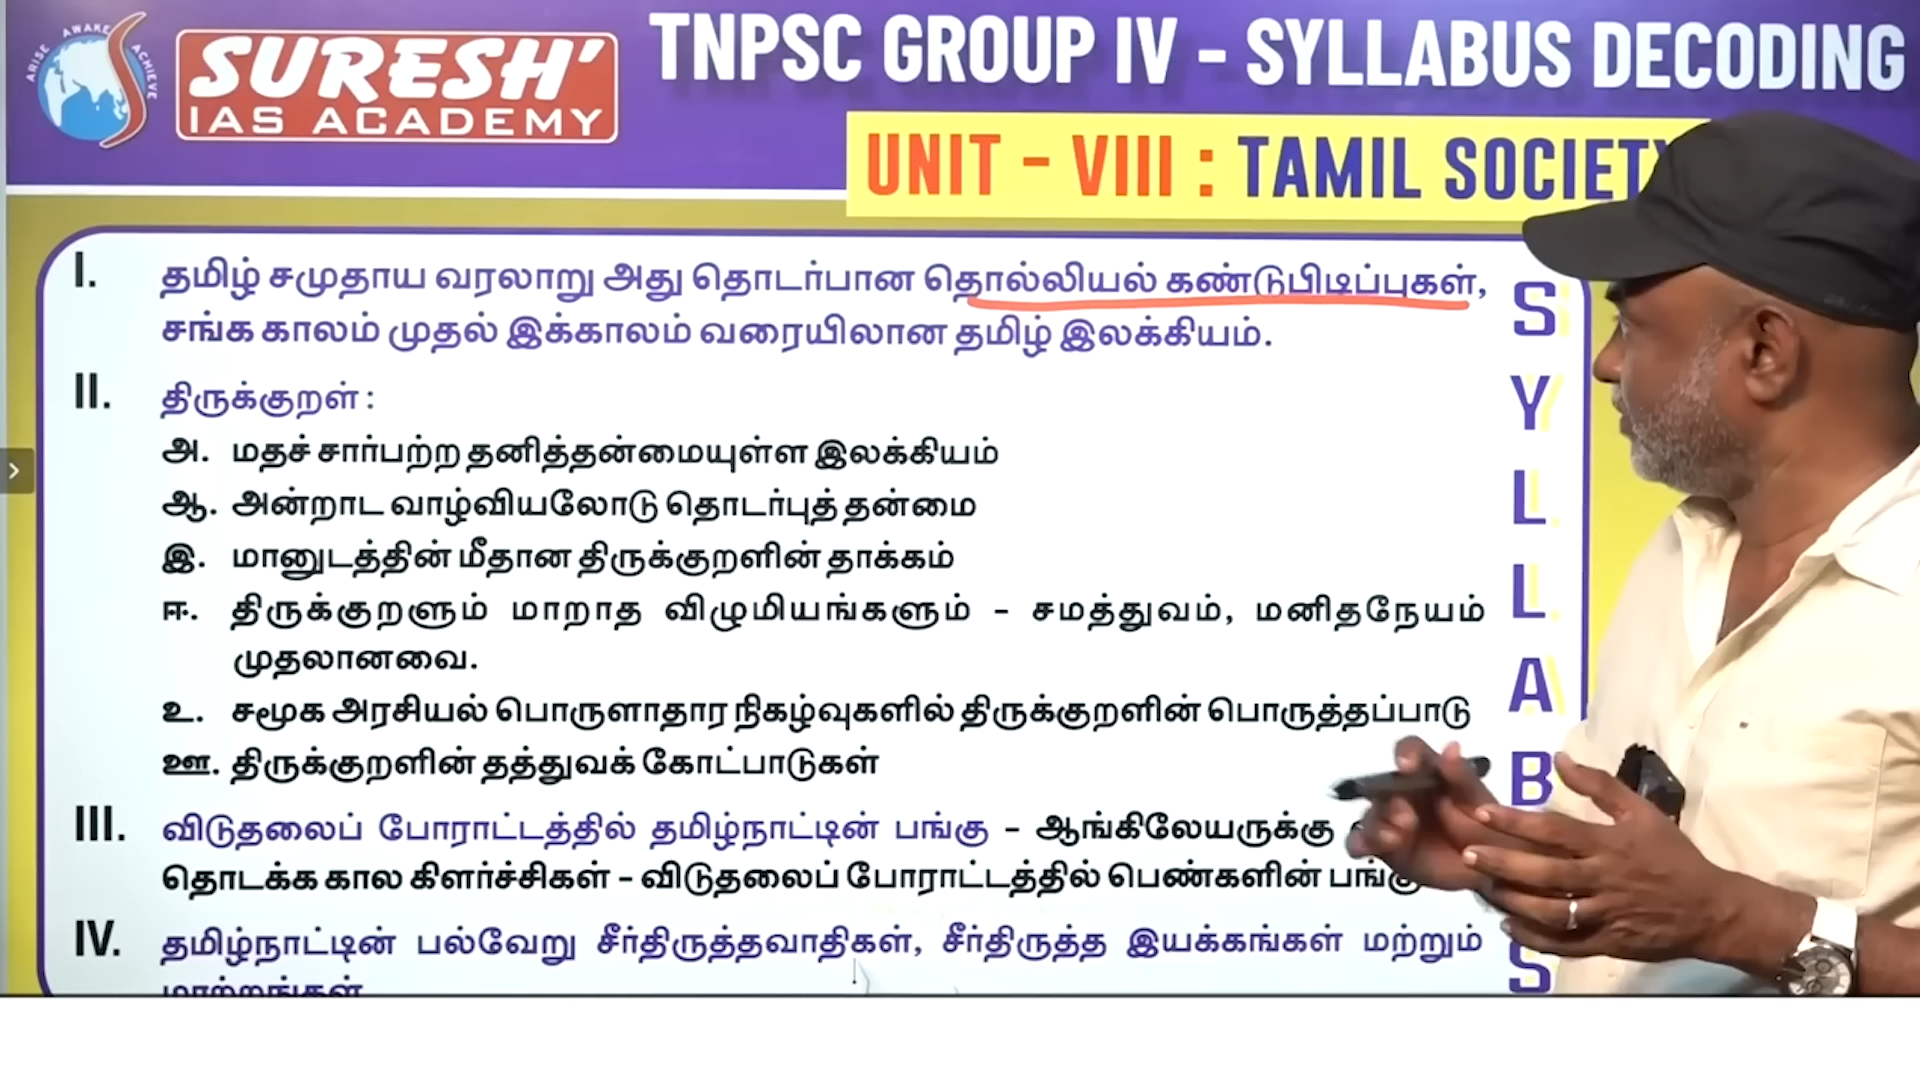 ARISE AWAKE ACHIEVE
SURESH'
IAS ACADEMY
TNPSC GROUP IV - SYLLABUS DECODING
UNIT - VIII : TAMIL SOCIETY
I. தமிழ் சமுதாய வரலாறு அது தொடர்பான தொல்லியல் கண்டுபிடிப்புகள்,
சங்க காலம் முதல் இக்காலம் வரையிலான தமிழ் இலக்கியம்.
II. திருக்குறள் :
அ. மதச் சார்பற்ற தனித்தன்மையுள்ள இலக்கியம்
ஆ. அன்றாட வாழ்வியலோடு தொடர்புத் தன்மை
இ. மானுடத்தின் மீதான திருக்குறளின் தாக்கம்
ஈ. திருக்குறளும் மாறாத விழுமியங்களும் - சமத்துவம், மனிதநேயம்
முதலானவை.
உ. சமூக அரசியல் பொருளாதார நிகழ்வுகளில் திருக்குறளின் பொருத்தப்பாடு
ஊ. திருக்குறளின் தத்துவக் கோட்பாடுகள்
III. விடுதலைப் போராட்டத்தில் தமிழ்நாட்டின் பங்கு - ஆங்கிலேயருக்கு
தொடக்க கால கிளர்ச்சிகள் - விடுதலைப் போராட்டத்தில் பெண்களின் பங்கு
IV. தமிழ்நாட்டின் பல்வேறு சீர்திருத்தவாதிகள், சீர்திருத்த இயக்கங்கள் மற்றும்
மாற்றங்கள்
SYLLABUS